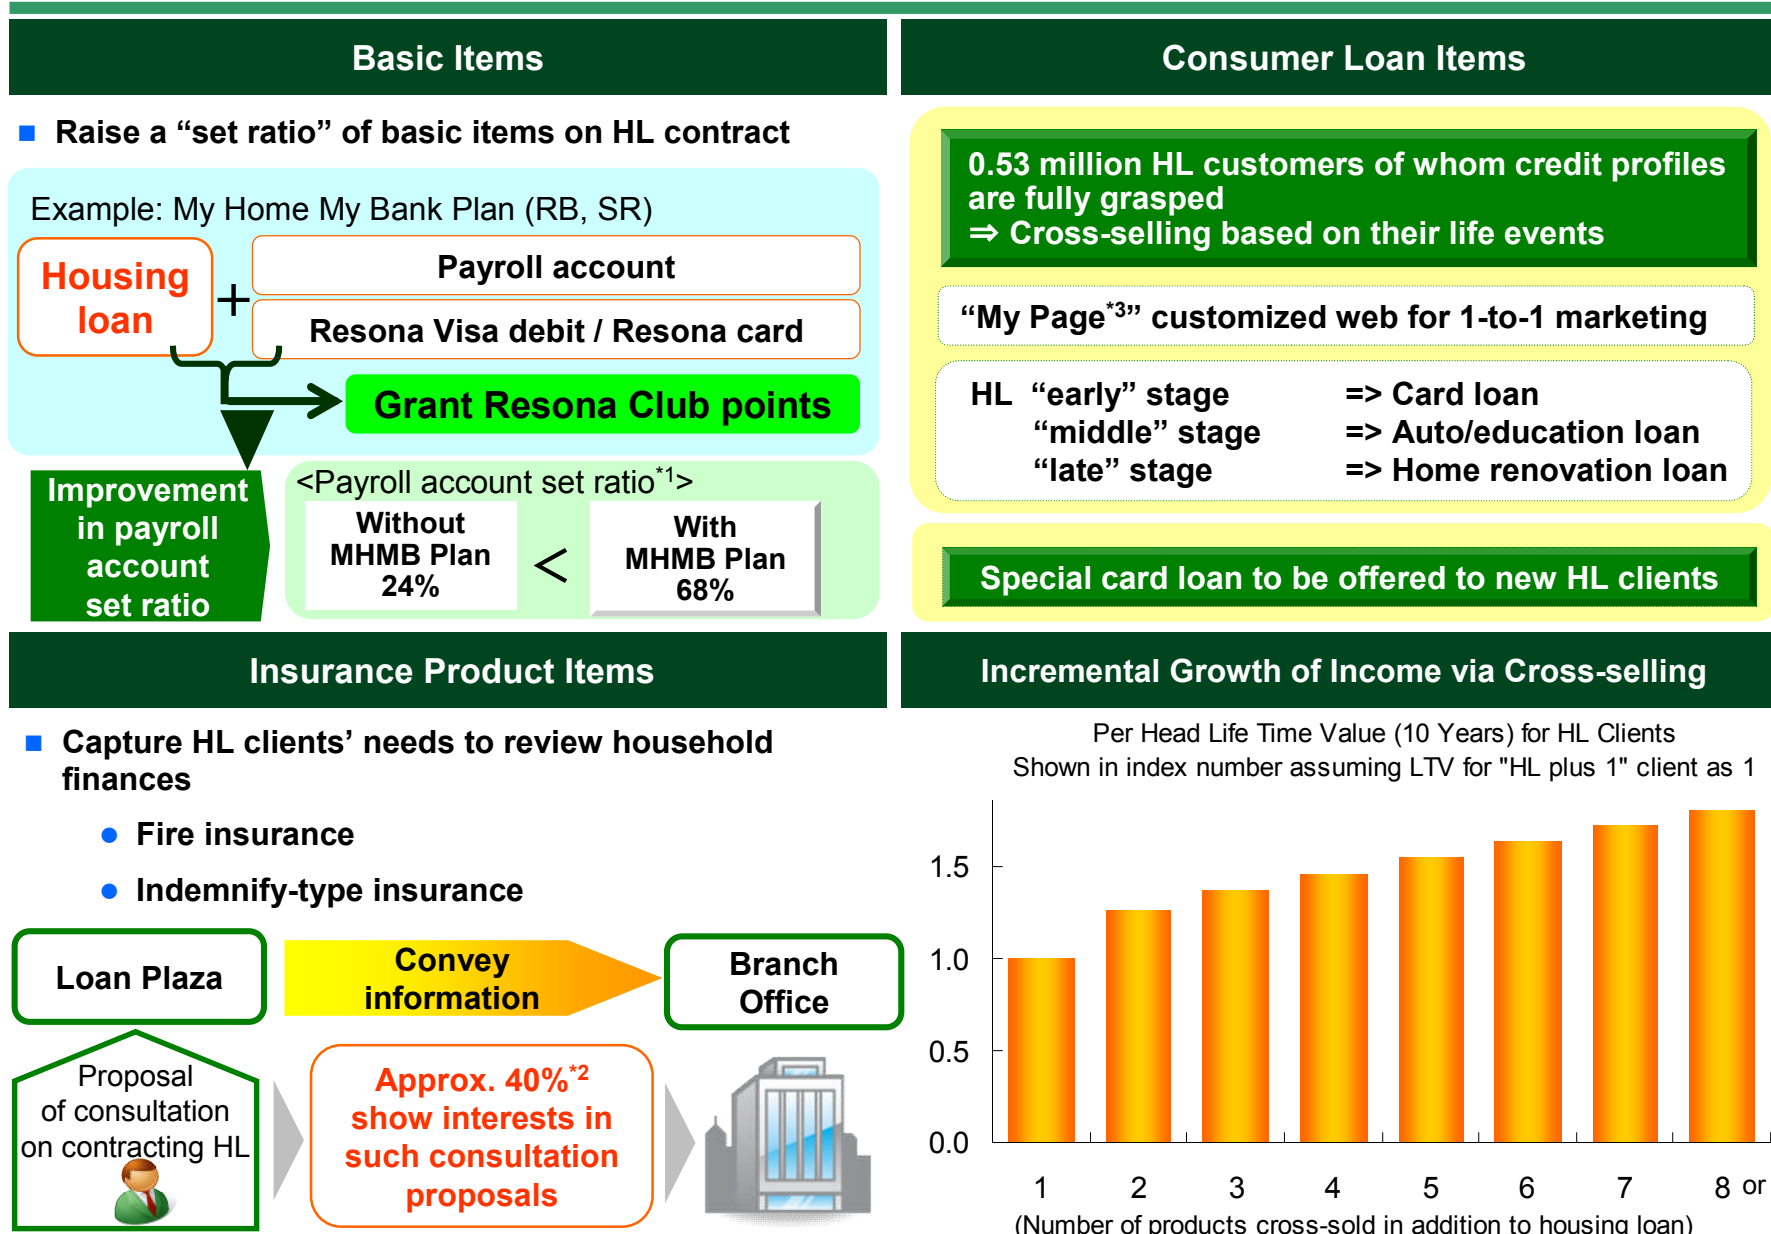 Basic Items
■ Raise a “set ratio” of basic items on HL contract
Example: My Home My Bank Plan (RB, SR)
Housing
loan
+
Payroll account
Resona Visa debit / Resona card
Grant Resona Club points
Improvement
in payroll
account
set ratio
<Payroll account set ratio*1>
Without
MHMB Plan
24%
<
With
MHMB Plan
68%
Consumer Loan Items
0.53 million HL customers of whom credit profiles
are fully grasped
⇒ Cross-selling based on their life events
“My Page*3” customized web for 1-to-1 marketing
HL “early” stage => Card loan
“middle” stage => Auto/education loan
“late” stage => Home renovation loan
Special card loan to be offered to new HL clients
Insurance Product Items
■ Capture HL clients’ needs to review household
finances
● Fire insurance
● Indemnify-type insurance
Loan Plaza
Convey
information
Branch
Office
Proposal
of consultation
on contracting HL
Approx. 40%*2
show interests in
such consultation
proposals
Incremental Growth of Income via Cross-selling
Per Head Life Time Value (10 Years) for HL Clients
Shown in index number assuming LTV for "HL plus 1" client as 1
1.5
1.0
0.5
0.0
1 2 3 4 5 6 7 8 or
(Number of products cross-sold in addition to housing loan)